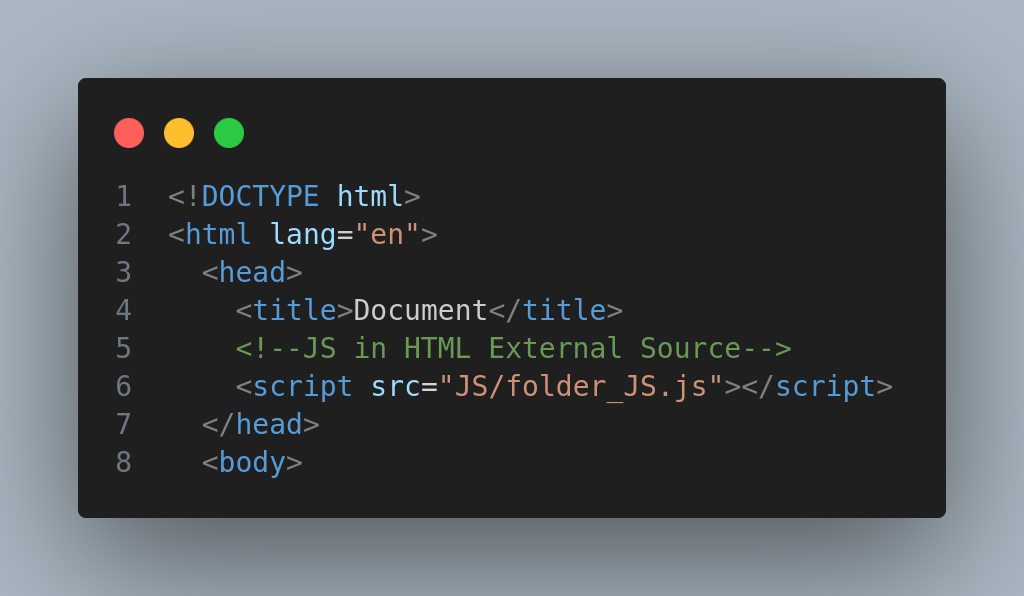 1 <!DOCTYPE html>
2 <html lang="en">
3   <head>
4     <title>Document</title>
5     <!--JS in HTML External Source-->
6     <script src="JS/folder_JS.js"></script>
7   </head>
8   <body>